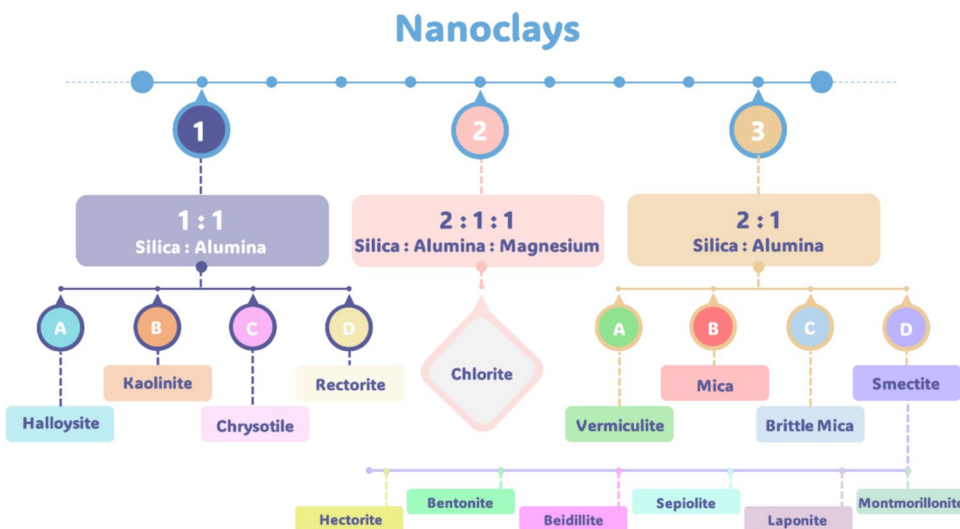 Nanoclays
1
2
3
1 : 1
Silica : Alumina
2 : 1 : 1
Silica : Alumina : Magnesium
2 : 1
Silica : Alumina
A
B
C
D
A
B
C
D
Halloysite
Kaolinite
Chrysotile
Rectorite
Chlorite
Vermiculite
Mica
Brittle Mica
Smectite
Hectorite
Bentonite
Beidillite
Sepiolite
Laponite
Montmorillonite